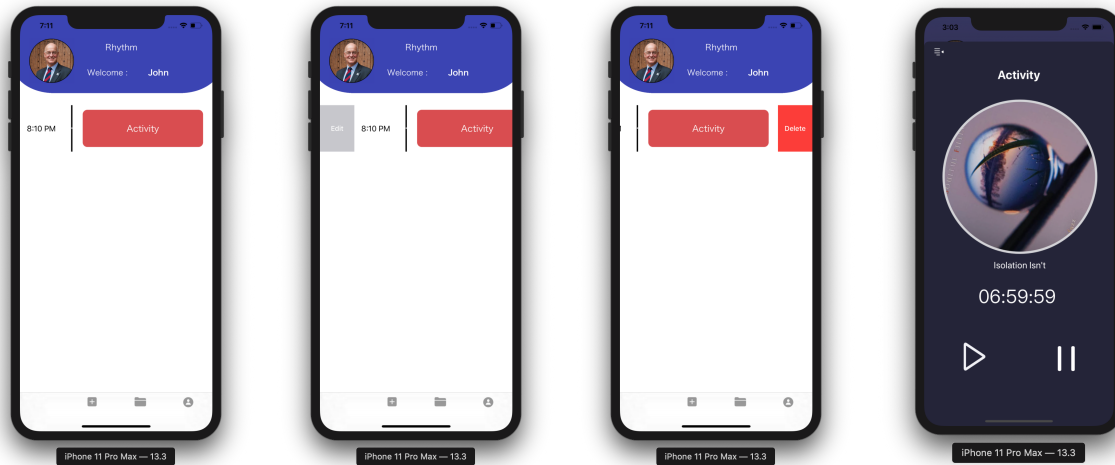 7:11
Rhythm
Welcome : John
8:10 PM
Activity
iPhone 11 Pro Max — 13.3
7:11
Rhythm
Welcome : John
Edit
8:10 PM
Activity
iPhone 11 Pro Max — 13.3
7:11
Rhythm
Welcome : John
Activity
Delete
iPhone 11 Pro Max — 13.3
3:03
Activity
Isolation Isn't
06:59:59
iPhone 11 Pro Max — 13.3